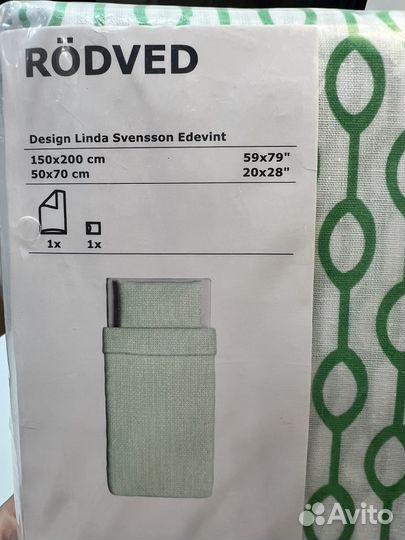 RÖDVED
Design Linda Svensson Edevint
150x200 cm 59x79"
50x70 cm 20x28"
1x 1x
Avito